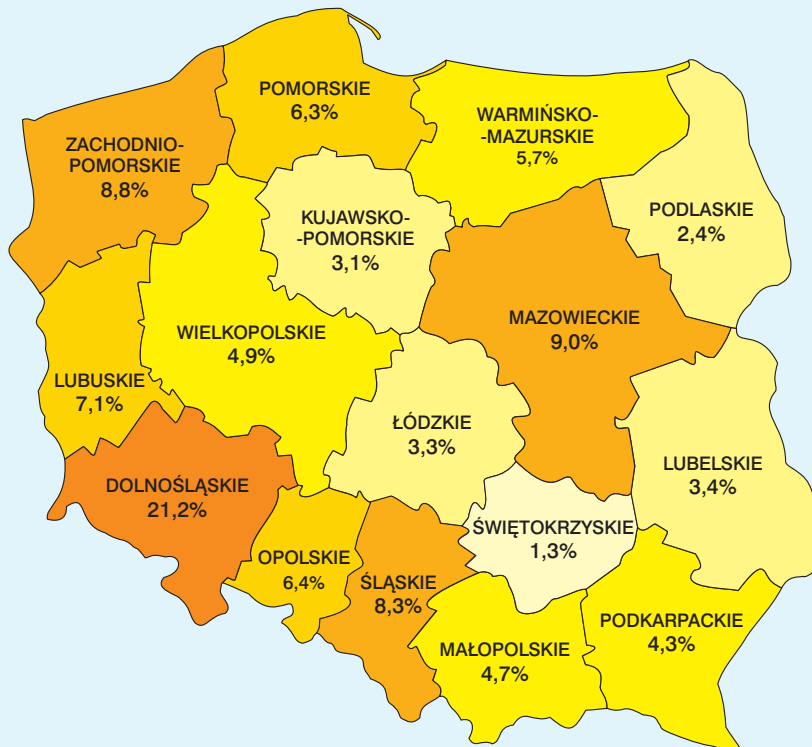 POMORSKIE
6,3%
WARMIŃSKO-
-MAZURSKIE
5,7%
ZACHODNIO-
POMORSKIE
8,8%
KUJAWSKO-
-POMORSKIE
3,1%
PODLASKIE
2,4%
MAZOWIECKIE
9,0%
WIELKOPOLSKIE
4,9%
LUBUSKIE
7,1%
ŁÓDZKIE
3,3%
LUBELSKIE
3,4%
DOLNOŚLĄSKIE
21,2%
ŚWIĘTOKRZYSKIE
1,3%
OPOLSKIE
6,4%
ŚLĄSKIE
8,3%
MAŁOPOLSKIE
4,7%
PODKARPACKIE
4,3%